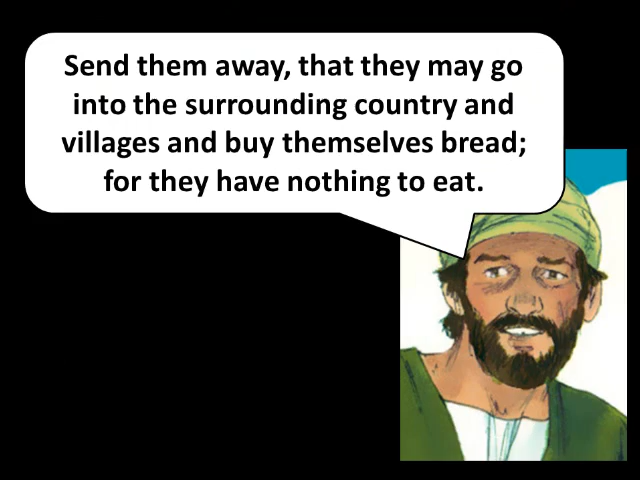 Send them away, that they may go
into the surrounding country and
villages and buy themselves bread;
for they have nothing to eat.